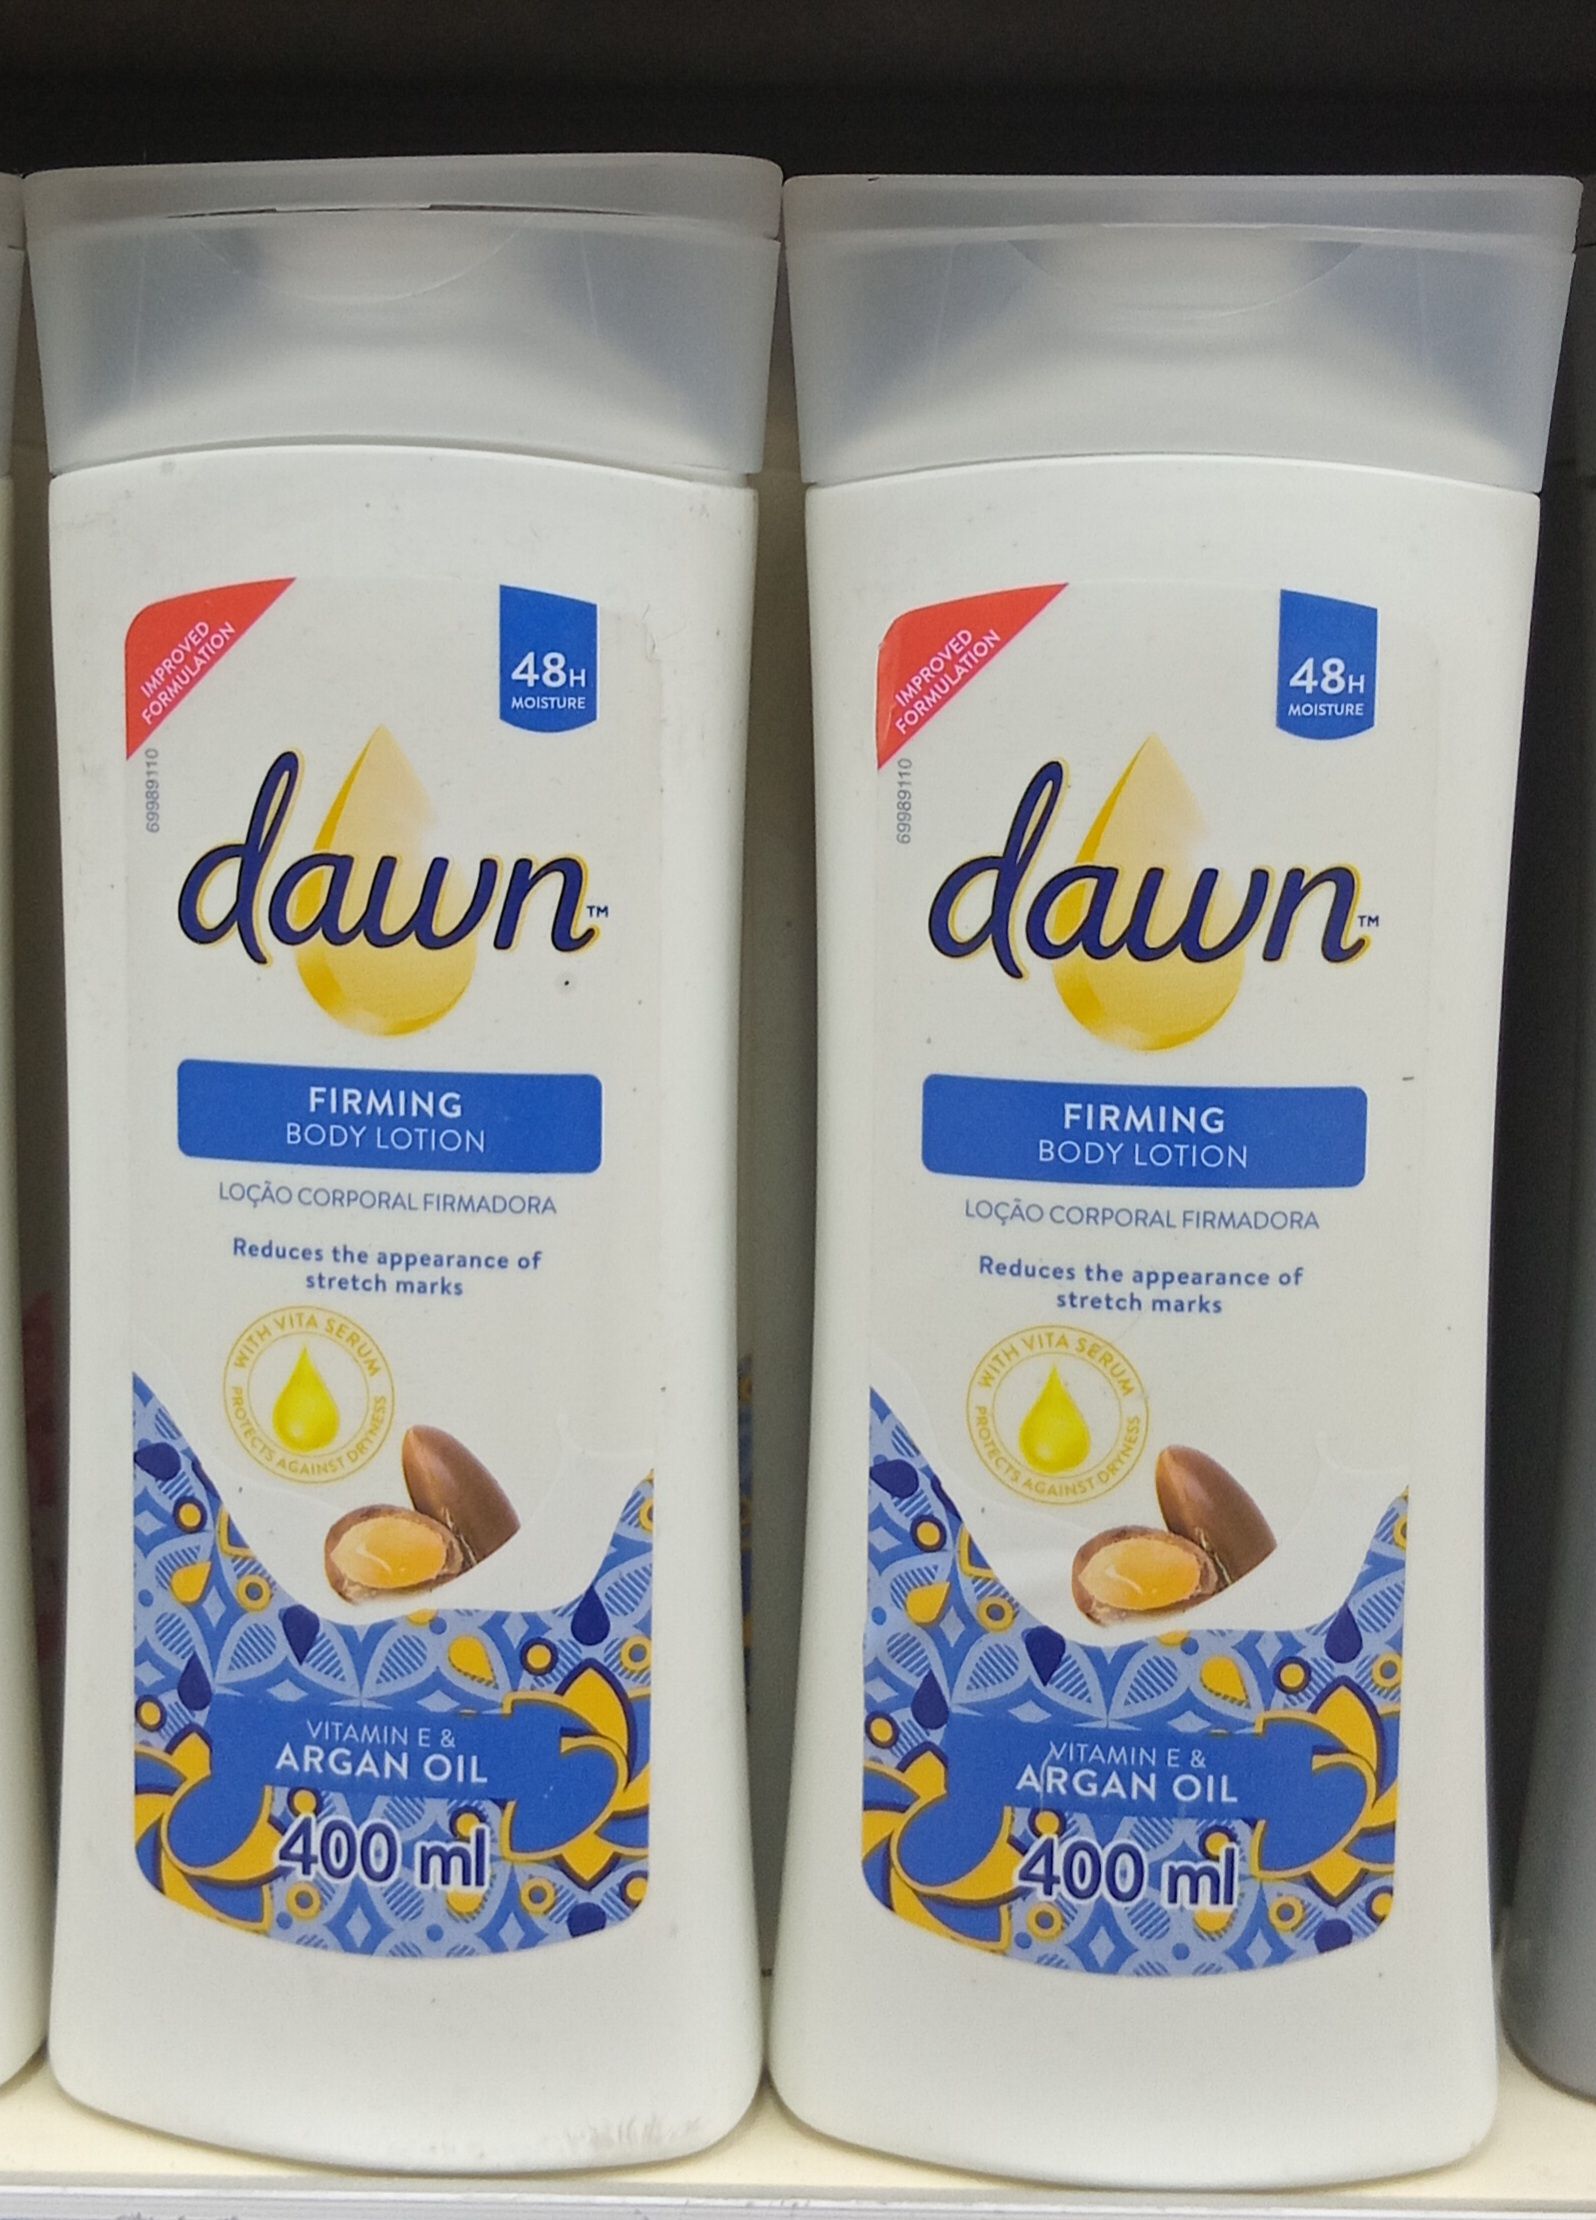 IMPROVED
FORMULATION
48H
MOISTURE
69989110
dawn™
FIRMING
BODY LOTION
LOÇÃO CORPORAL FIRMADORA
Reduces the appearance of
stretch marks
WITH VITA SERUM
PROTECTS AGAINST DRYNESS
VITAMIN E &
ARGAN OIL
400 ml
IMPROVED
FORMULATION
48H
MOISTURE
69989110
dawn™
FIRMING
BODY LOTION
LOÇÃO CORPORAL FIRMADORA
Reduces the appearance of
stretch marks
WITH VITA SERUM
PROTECTS AGAINST DRYNESS
VITAMIN E &
ARGAN OIL
400 ml